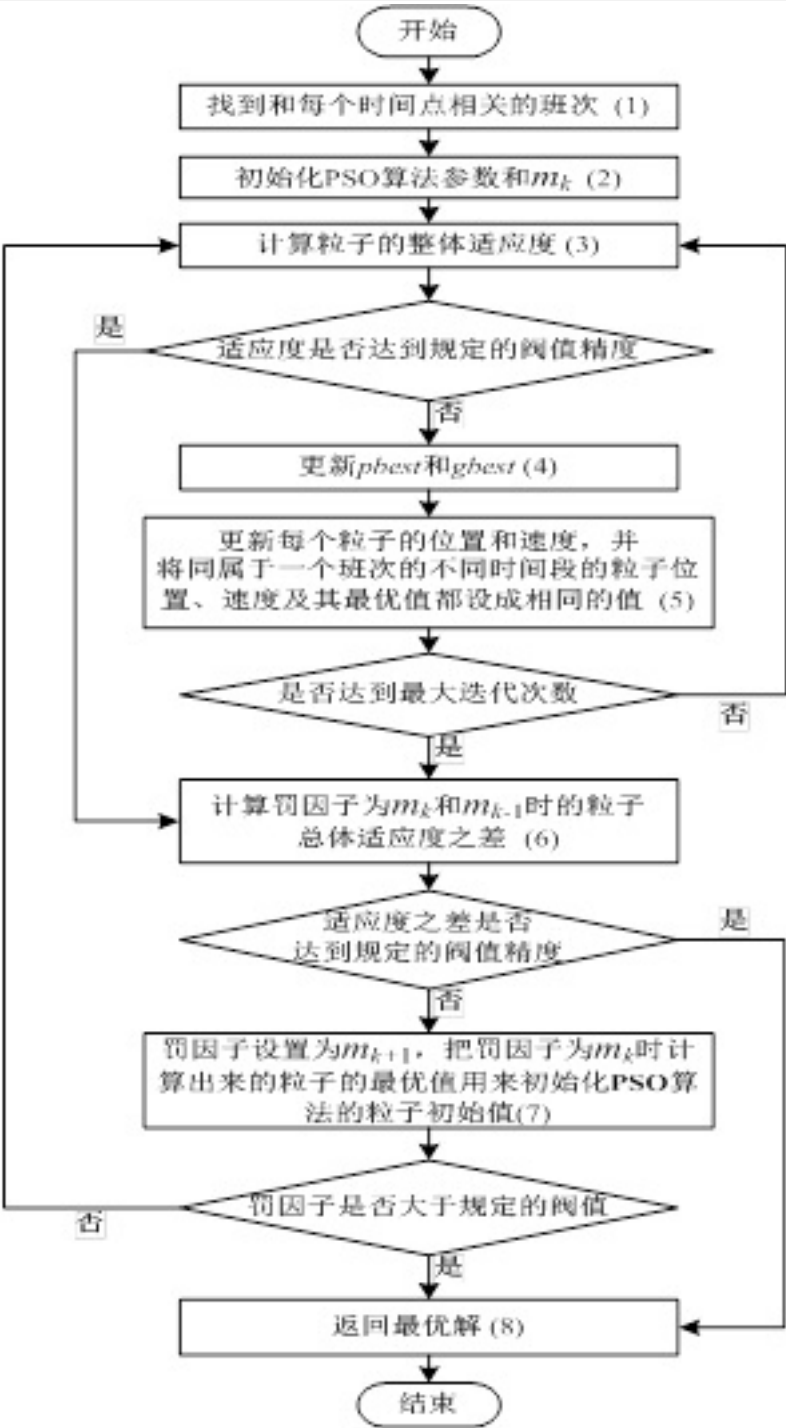 开始
找到和每个时间点相关的班次 (1)
初始化PSO算法参数和mk (2)
计算粒子的整体适应度 (3)
是
适应度是否达到规定的阀值精度
否
更新pbest和gbest (4)
更新每个粒子的位置和速度，并
将同属于一个班次的不同时间段的粒子位
置、速度及其最优值都设成相同的值 (5)
是否达到最大迭代次数
否
是
计算罚因子为mk和mk-1时的粒子
总体适应度之差 (6)
适应度之差是否
达到规定的阀值精度
是
否
罚因子设置为mk+1，把罚因子为mk时计
算出来的粒子的最优值用来初始化PSO算
法的粒子初始值(7)
罚因子是否大于规定的阀值
否
是
返回最优解 (8)
结束